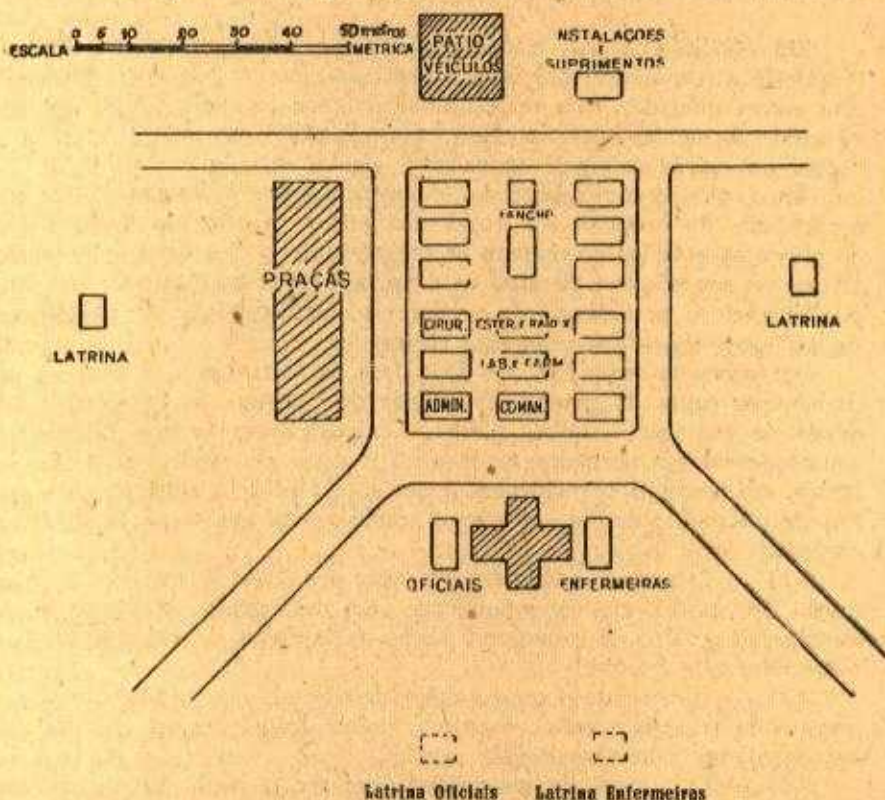 0 5 10 20 30 40 50 metros
ESCALA METRICA
PATIO
VEICULOS
NSTALAÇOES
E
SUPRIMENTOS
RANCHO
PRAÇAS
LATRINA
LATRINA
CIRUR. ESTER. E RAIO X
LAB. E FARM.
ADMIN. COMAN.
OFICIAIS ENFERMEIRAS
Latrina Oficiais Latrina Enfermeiras